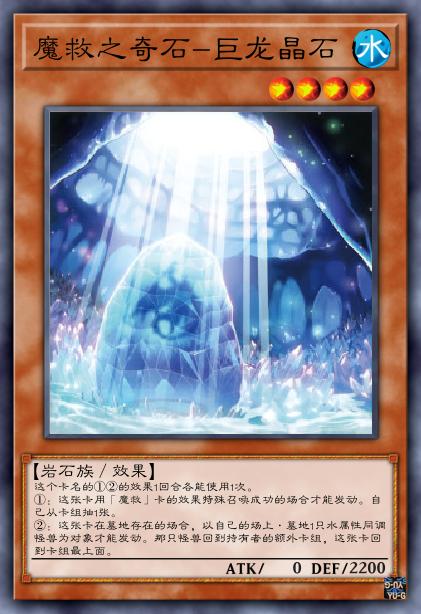 魔救之奇石-巨龙晶石
水
【岩石族/效果】
这个卡名的①②的效果1回合各能使用1次。
①:这张卡用「魔救」卡的效果特殊召唤成功的场合才能发动。自
己从卡组抽1张。
②:这张卡在墓地存在的场合,以自己的场上·墓地1只水属性同调
怪兽为对象才能发动。那只怪兽回到持有者的额外卡组,这张卡回
到卡组最上面。
ATK/ 0 DEF/2200